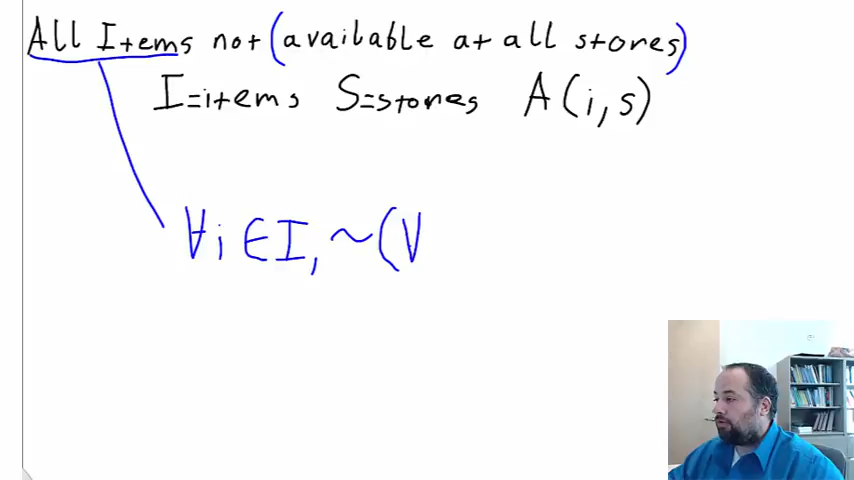 All Items not (available at all stores)
I=items S=stores A(i,s)
∀i∈I, ~(∀